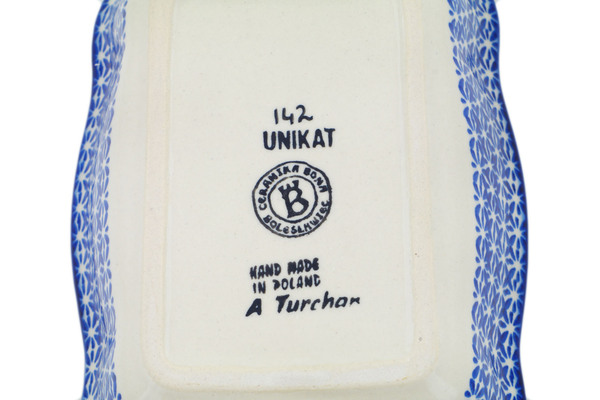 142
UNIKAT
CERAMIKA BONA
B
BOLESŁAWIEC
HAND MADE
IN POLAND
A Turchan